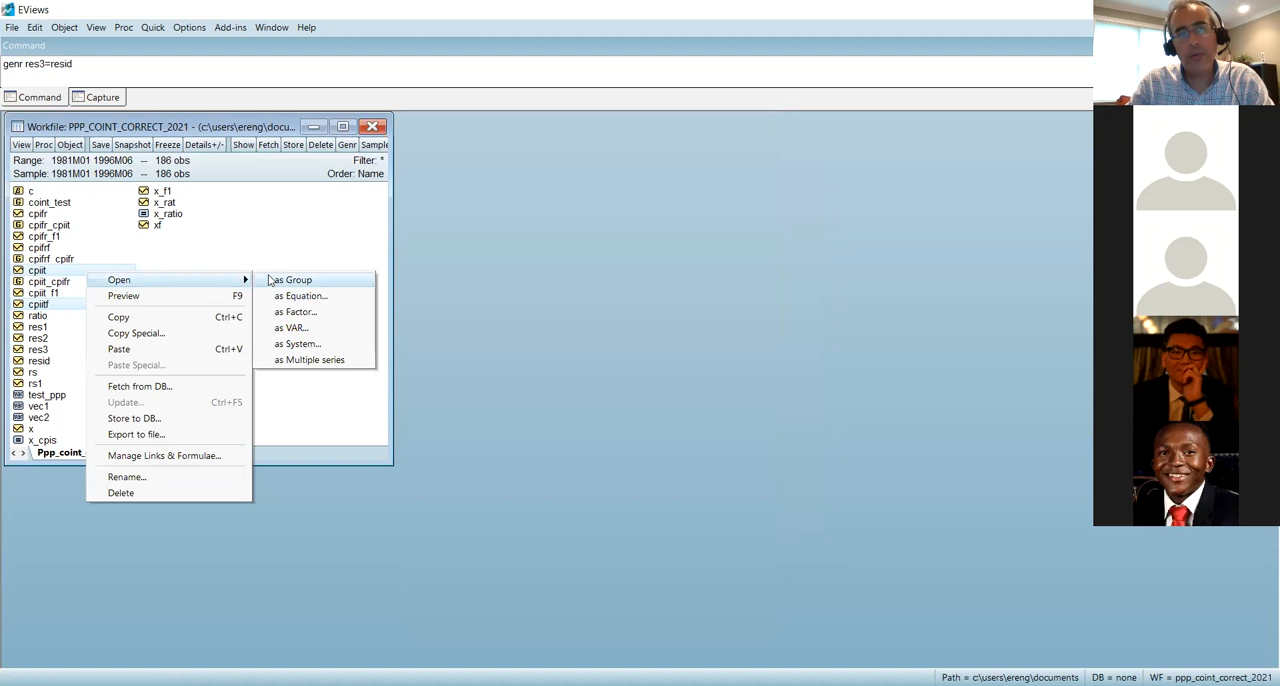 EViews
File Edit Object View Proc Quick Options Add-ins Window Help
Command
genr res3=resid
Command Capture
Workfile: PPP_COINT_CORRECT_2021 - (c:\users\ereng\docu...
View Proc Object Save Snapshot Freeze Details+/- Show Fetch Store Delete Genr Sample
Range: 1981M01 1996M06 -- 186 obs Filter: *
Sample: 1981M01 1996M06 -- 186 obs Order: Name
c
coint_test
cpifr
cpifr_cpiit
cpifr_f1
cpifrf
cpifrf_cpifr
cpiit
cpiit_cpifr
cpiit_f1
cpiitf
ratio
res1
res2
res3
resid
rs
rs1
test_ppp
vec1
vec2
x
x_cpis
x_f1
x_rat
x_ratio
xf
Ppp_coint_
Open
Preview F9
Copy Ctrl+C
Copy Special...
Paste Ctrl+V
Paste Special...
Fetch from DB...
Update... Ctrl+F5
Store to DB...
Export to file...
Manage Links & Formulae...
Rename...
Delete
as Group
as Equation...
as Factor...
as VAR...
as System...
as Multiple series
Path = c:\users\ereng\documents DB = none WF = ppp_coint_correct_2021